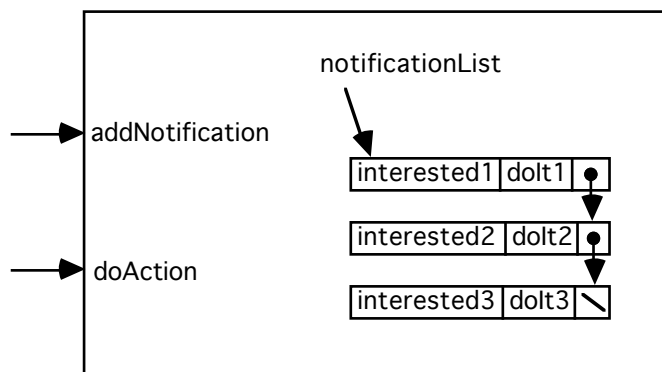 notificationList
addNotification
interested1 doIt1
interested2 doIt2
doAction
interested3 doIt3